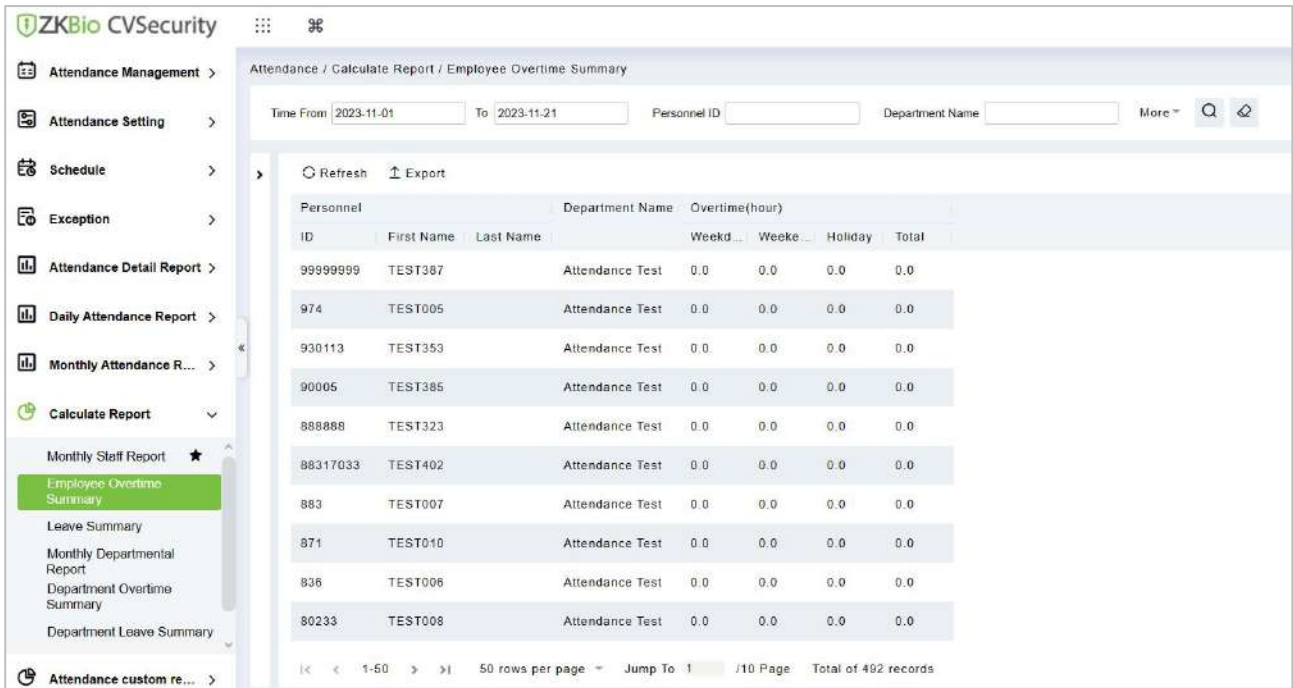 ZKBio CVSecurity
Attendance Management
Attendance Setting
Schedule
Exception
Attendance Detail Report
Daily Attendance Report
Monthly Attendance R...
Calculate Report
Monthly Staff Report
Employee Overtime
Summary
Leave Summary
Monthly Departmental
Report
Department Overtime
Summary
Department Leave Summary
Attendance custom re...
Attendance / Calculate Report / Employee Overtime Summary
Time From 2023-11-01 To 2023-11-21 Personnel ID Department Name More
Refresh Export
Personnel Department Name Overtime(hour)
ID First Name Last Name Weekd... Weeke... Holiday Total
99999999 TEST387 Attendance Test 0.0 0.0 0.0 0.0
974 TEST005 Attendance Test 0.0 0.0 0.0 0.0
930113 TEST353 Attendance Test 0.0 0.0 0.0 0.0
90005 TEST385 Attendance Test 0.0 0.0 0.0 0.0
888888 TEST323 Attendance Test 0.0 0.0 0.0 0.0
88317033 TEST402 Attendance Test 0.0 0.0 0.0 0.0
883 TEST007 Attendance Test 0.0 0.0 0.0 0.0
871 TEST010 Attendance Test 0.0 0.0 0.0 0.0
836 TEST006 Attendance Test 0.0 0.0 0.0 0.0
80233 TEST008 Attendance Test 0.0 0.0 0.0 0.0
|< < 1-50 > >| 50 rows per page Jump To 1 /10 Page Total of 492 records